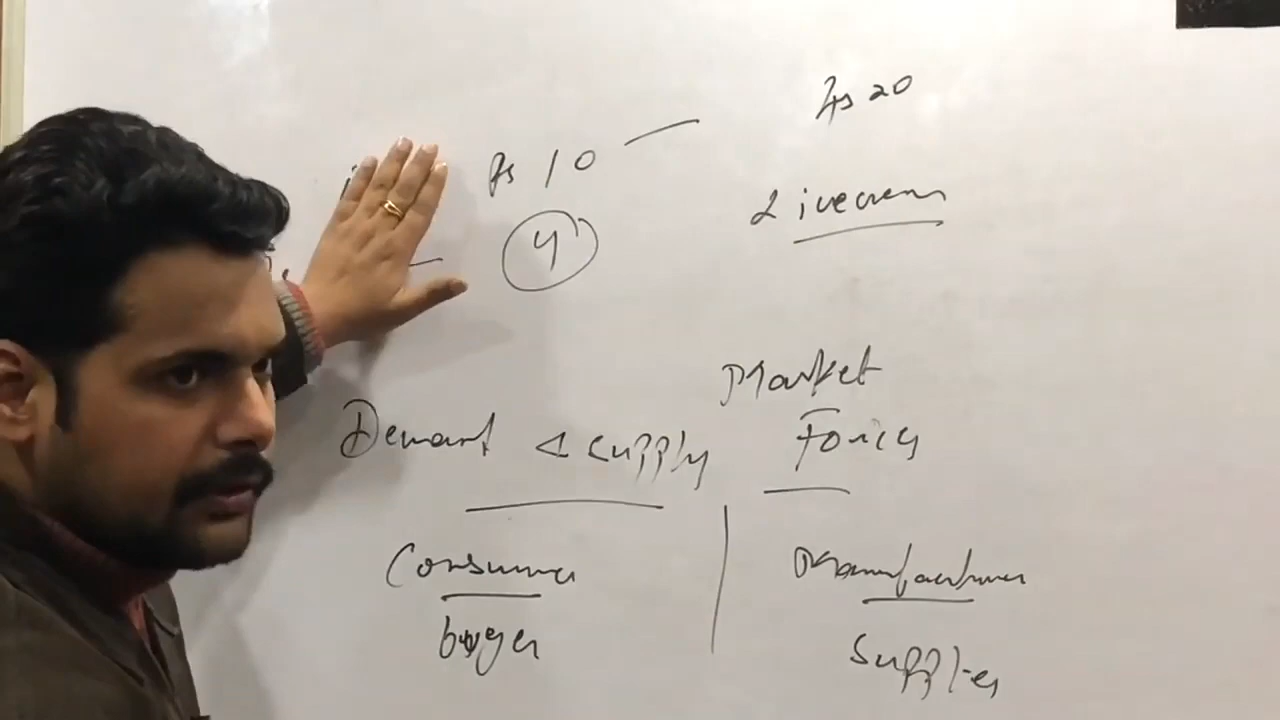 Rs 20
Rs 10
4
2 icecream
Market
Forces
Demand & Supply
Consumer
buyer
Manufacturer
Supplier